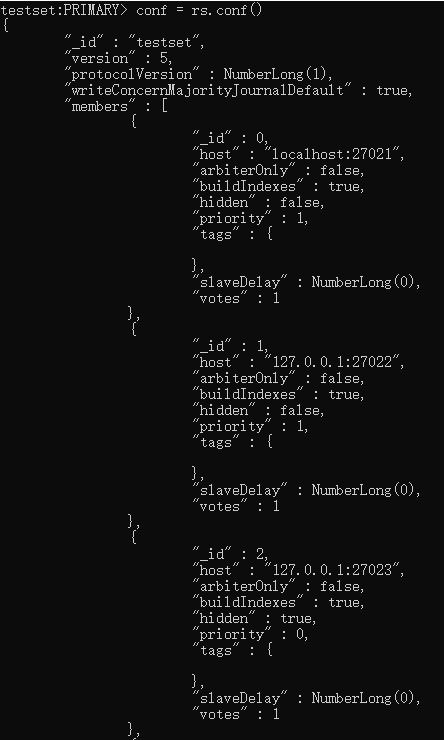 testset:PRIMARY> conf = rs.conf()
{
"_id" : "testset",
"version" : 5,
"protocolVersion" : NumberLong(1),
"writeConcernMajorityJournalDefault" : true,
"members" : [
{
"_id" : 0,
"host" : "localhost:27021",
"arbiterOnly" : false,
"buildIndexes" : true,
"hidden" : false,
"priority" : 1,
"tags" : {
},
"slaveDelay" : NumberLong(0),
"votes" : 1
},
{
"_id" : 1,
"host" : "127.0.0.1:27022",
"arbiterOnly" : false,
"buildIndexes" : true,
"hidden" : false,
"priority" : 1,
"tags" : {
},
"slaveDelay" : NumberLong(0),
"votes" : 1
},
{
"_id" : 2,
"host" : "127.0.0.1:27023",
"arbiterOnly" : false,
"buildIndexes" : true,
"hidden" : true,
"priority" : 0,
"tags" : {
},
"slaveDelay" : NumberLong(0),
"votes" : 1
},
{